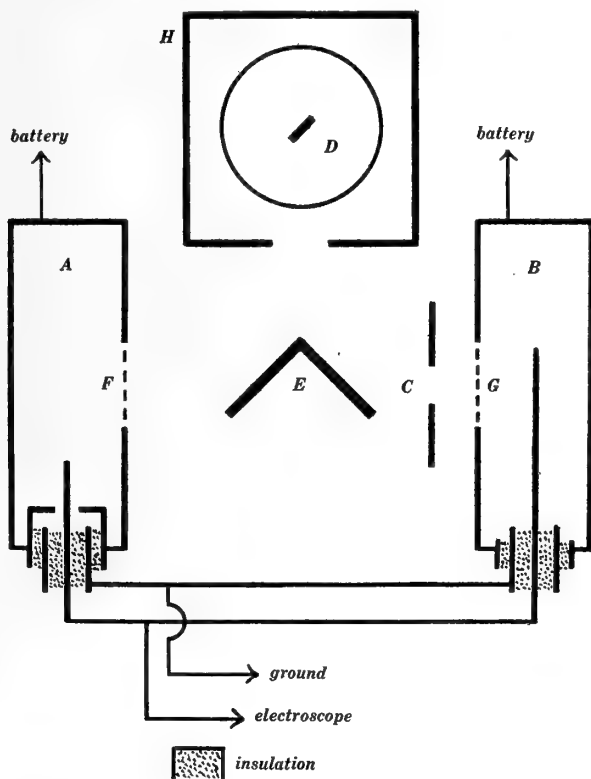 H
D
battery
battery
A
B
F
E
C
G
ground
electroscope
insulation